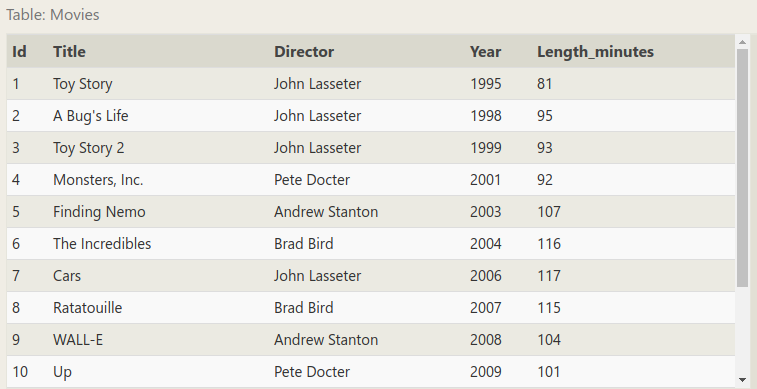 Table: Movies
Id Title Director Year Length_minutes
1 Toy Story John Lasseter 1995 81
2 A Bug's Life John Lasseter 1998 95
3 Toy Story 2 John Lasseter 1999 93
4 Monsters, Inc. Pete Docter 2001 92
5 Finding Nemo Andrew Stanton 2003 107
6 The Incredibles Brad Bird 2004 116
7 Cars John Lasseter 2006 117
8 Ratatouille Brad Bird 2007 115
9 WALL-E Andrew Stanton 2008 104
10 Up Pete Docter 2009 101